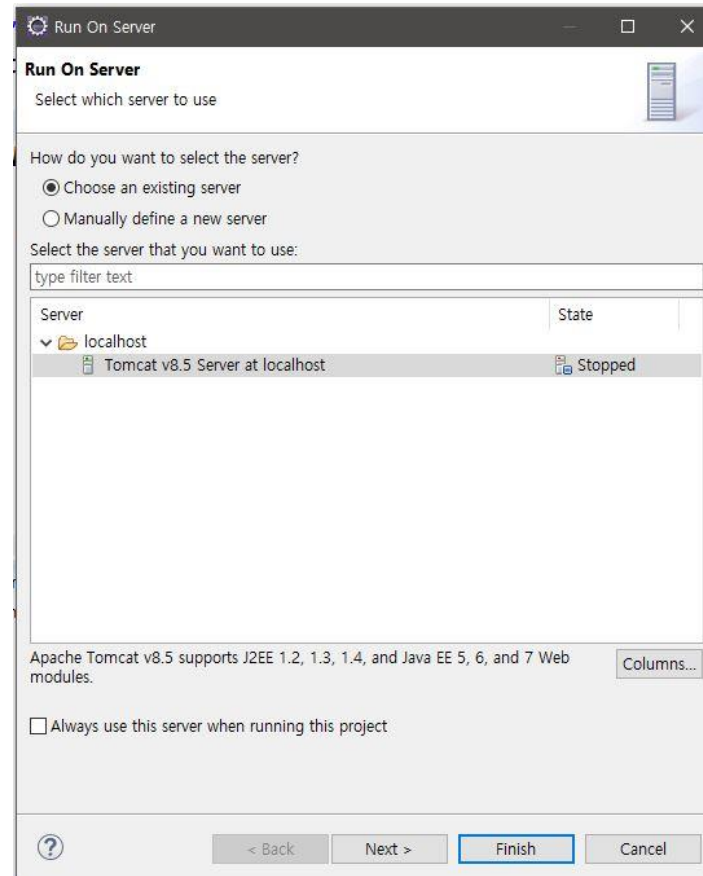 Run On Server
Run On Server
Select which server to use
How do you want to select the server?
Choose an existing server
Manually define a new server
Select the server that you want to use:
type filter text
Server State
localhost
Tomcat v8.5 Server at localhost Stopped
Apache Tomcat v8.5 supports J2EE 1.2, 1.3, 1.4, and Java EE 5, 6, and 7 Web
modules.
Columns...
Always use this server when running this project
< Back Next > Finish Cancel